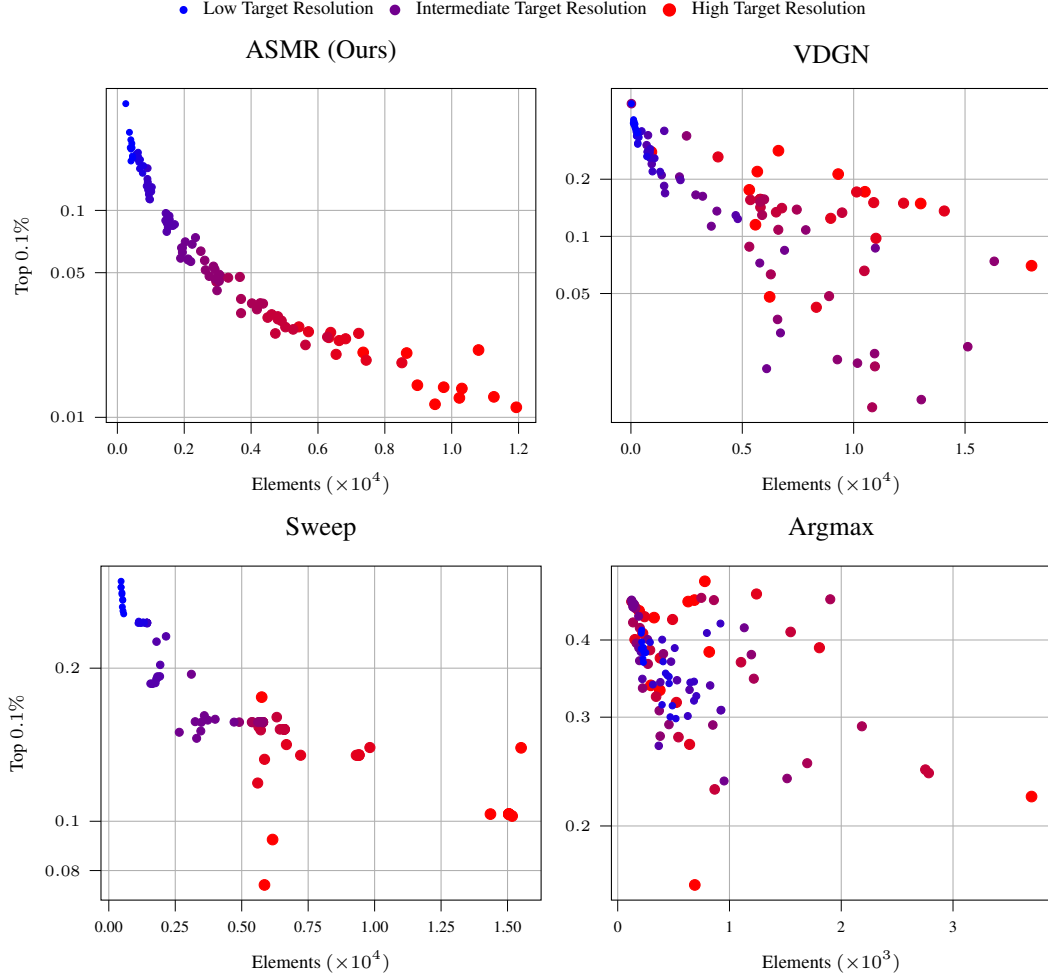 Low Target Resolution Intermediate Target Resolution High Target Resolution
ASMR (Ours)
VDGN
Top 0.1%
0.1
0.05
0.01
0.0 0.2 0.4 0.6 0.8 1.0 1.2
Elements (×10⁴)
0.2
0.1
0.05
0.0 0.5 1.0 1.5
Elements (×10⁴)
Sweep
Argmax
Top 0.1%
0.2
0.1
0.08
0.00 0.25 0.50 0.75 1.00 1.25 1.50
Elements (×10⁴)
0.4
0.3
0.2
0 1 2 3
Elements (×10³)